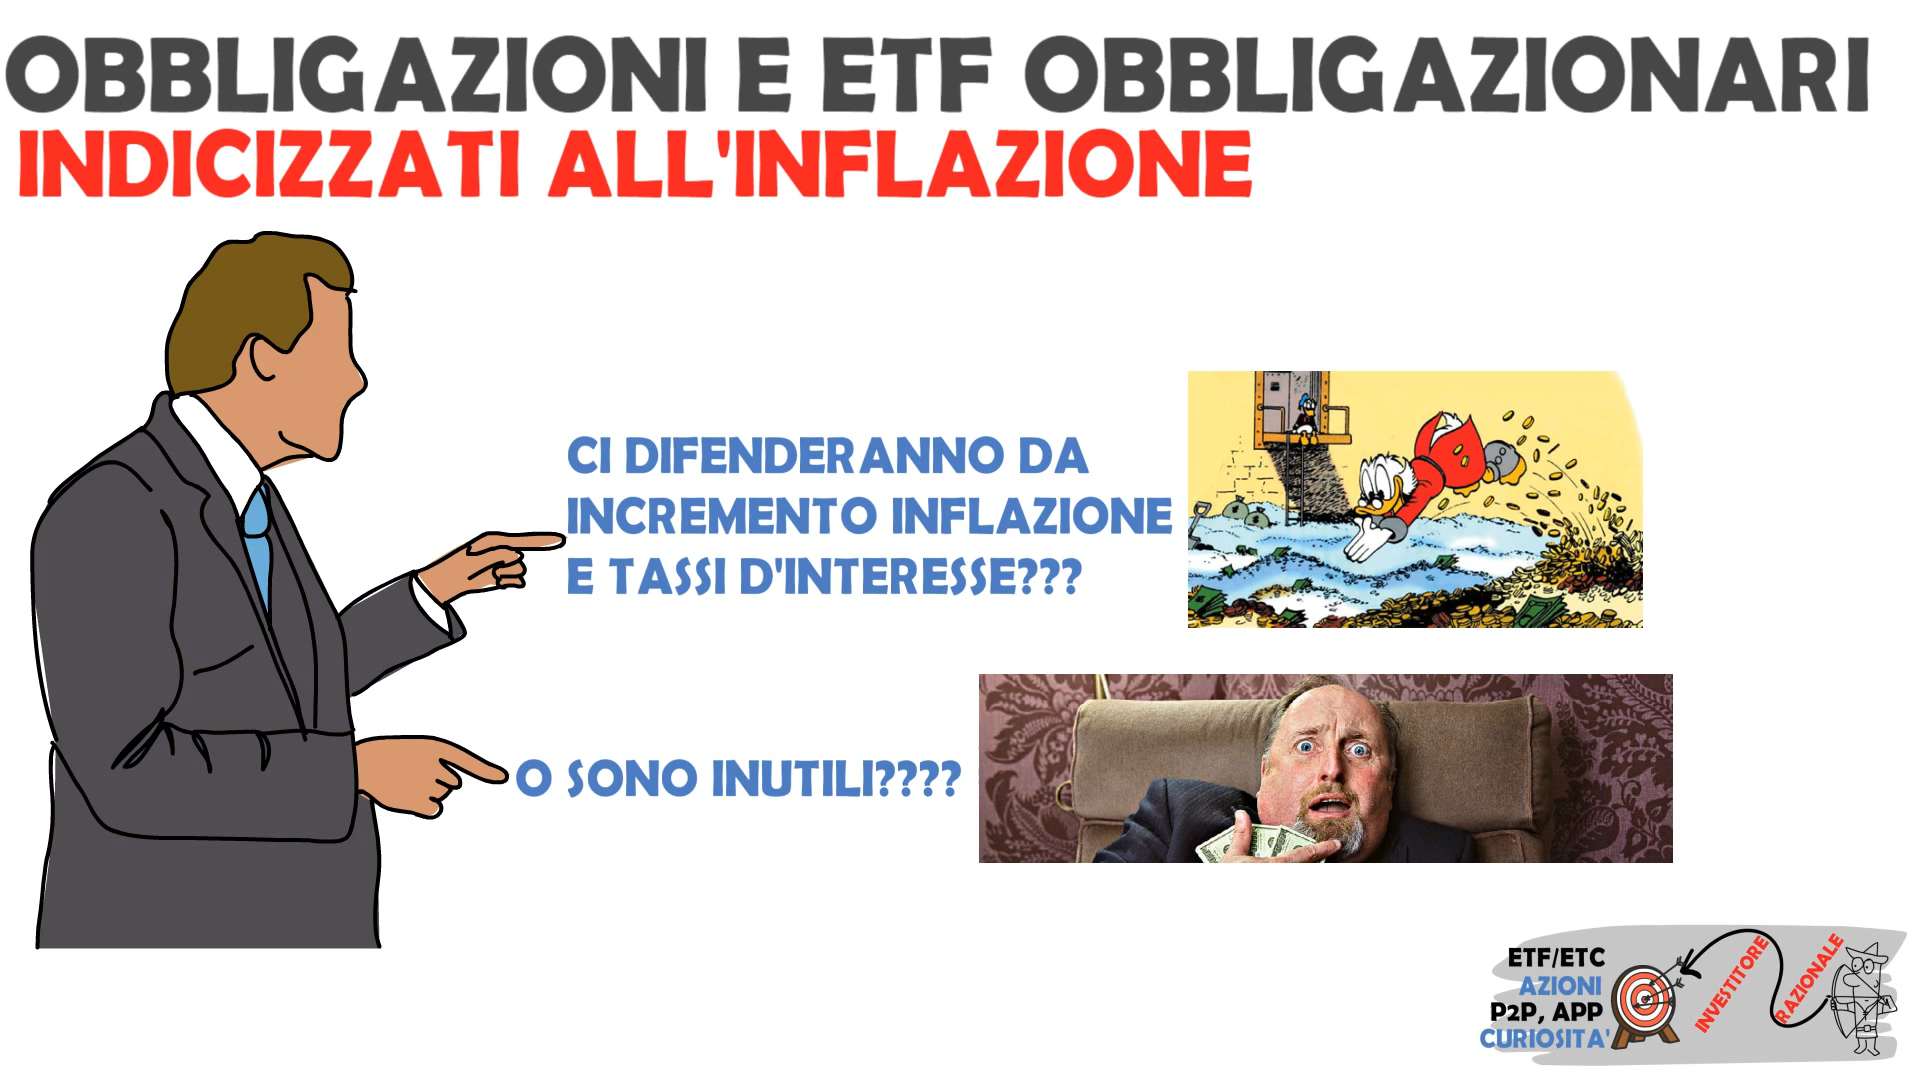 OBBLIGAZIONI E ETF OBBLIGAZIONARI
INDICIZZATI ALL'INFLAZIONE
CI DIFENDERANNO DA
INCREMENTO INFLAZIONE
E TASSI D'INTERESSE???
O SONO INUTILI????
ETF/ETC
AZIONI
P2P, APP
CURIOSITA'
INVESTITORE
RAZIONALE